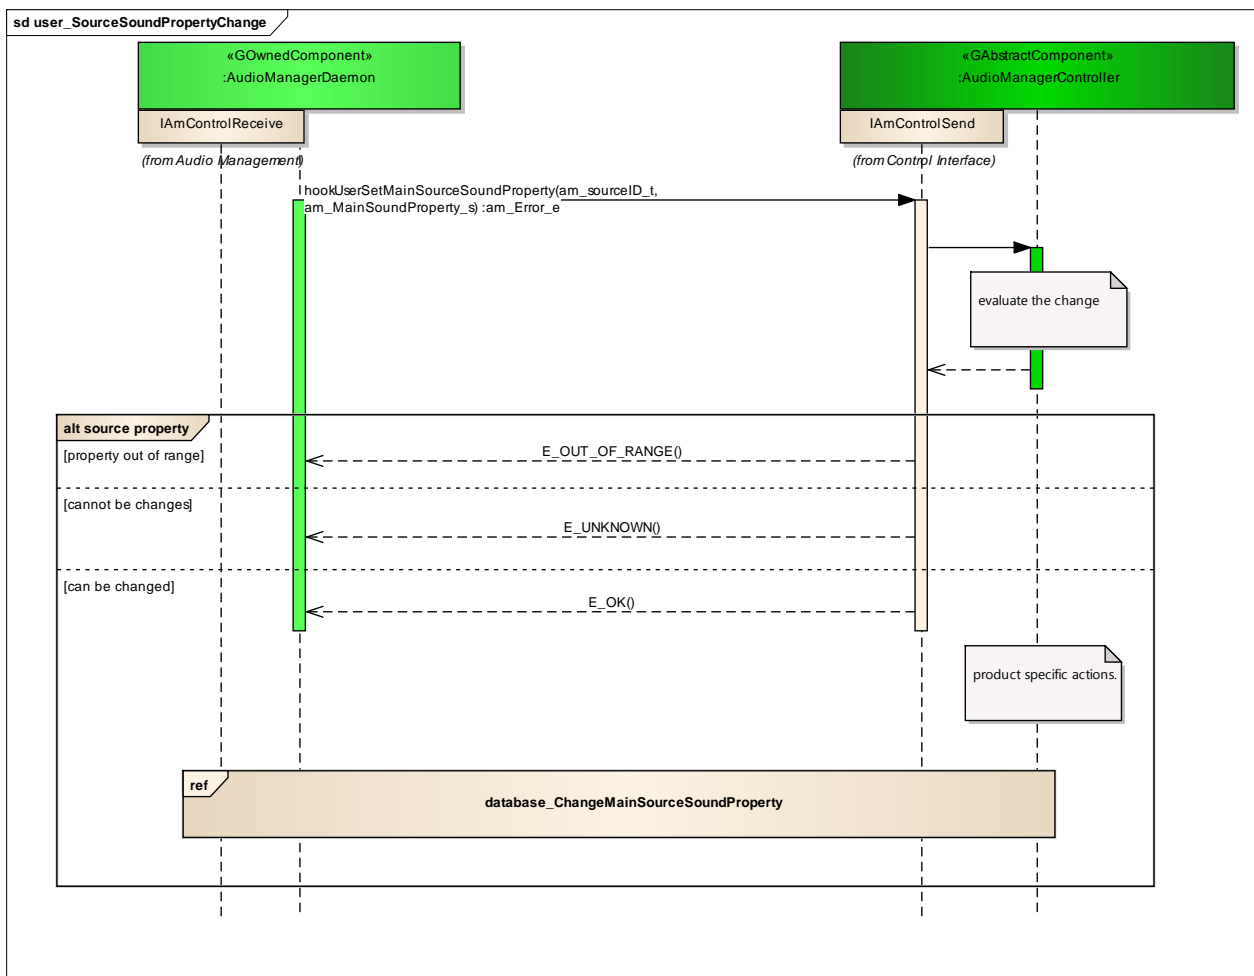 sd user_SourceSoundPropertyChange
«GOwnedComponent»
:AudioManagerDaemon
«GAbstractComponent»
:AudioManagerController
IAmControlReceive
IAmControlSend
(from Audio Management)
(from Control Interface)
hookUserSetMainSourceSoundProperty(am_sourceID_t,
am_MainSoundProperty_s) :am_Error_e
evaluate the change
alt source property
[property out of range]
E_OUT_OF_RANGE()
[cannot be changes]
E_UNKNOWN()
[can be changed]
E_OK()
product specific actions.
ref
database_ChangeMainSourceSoundProperty